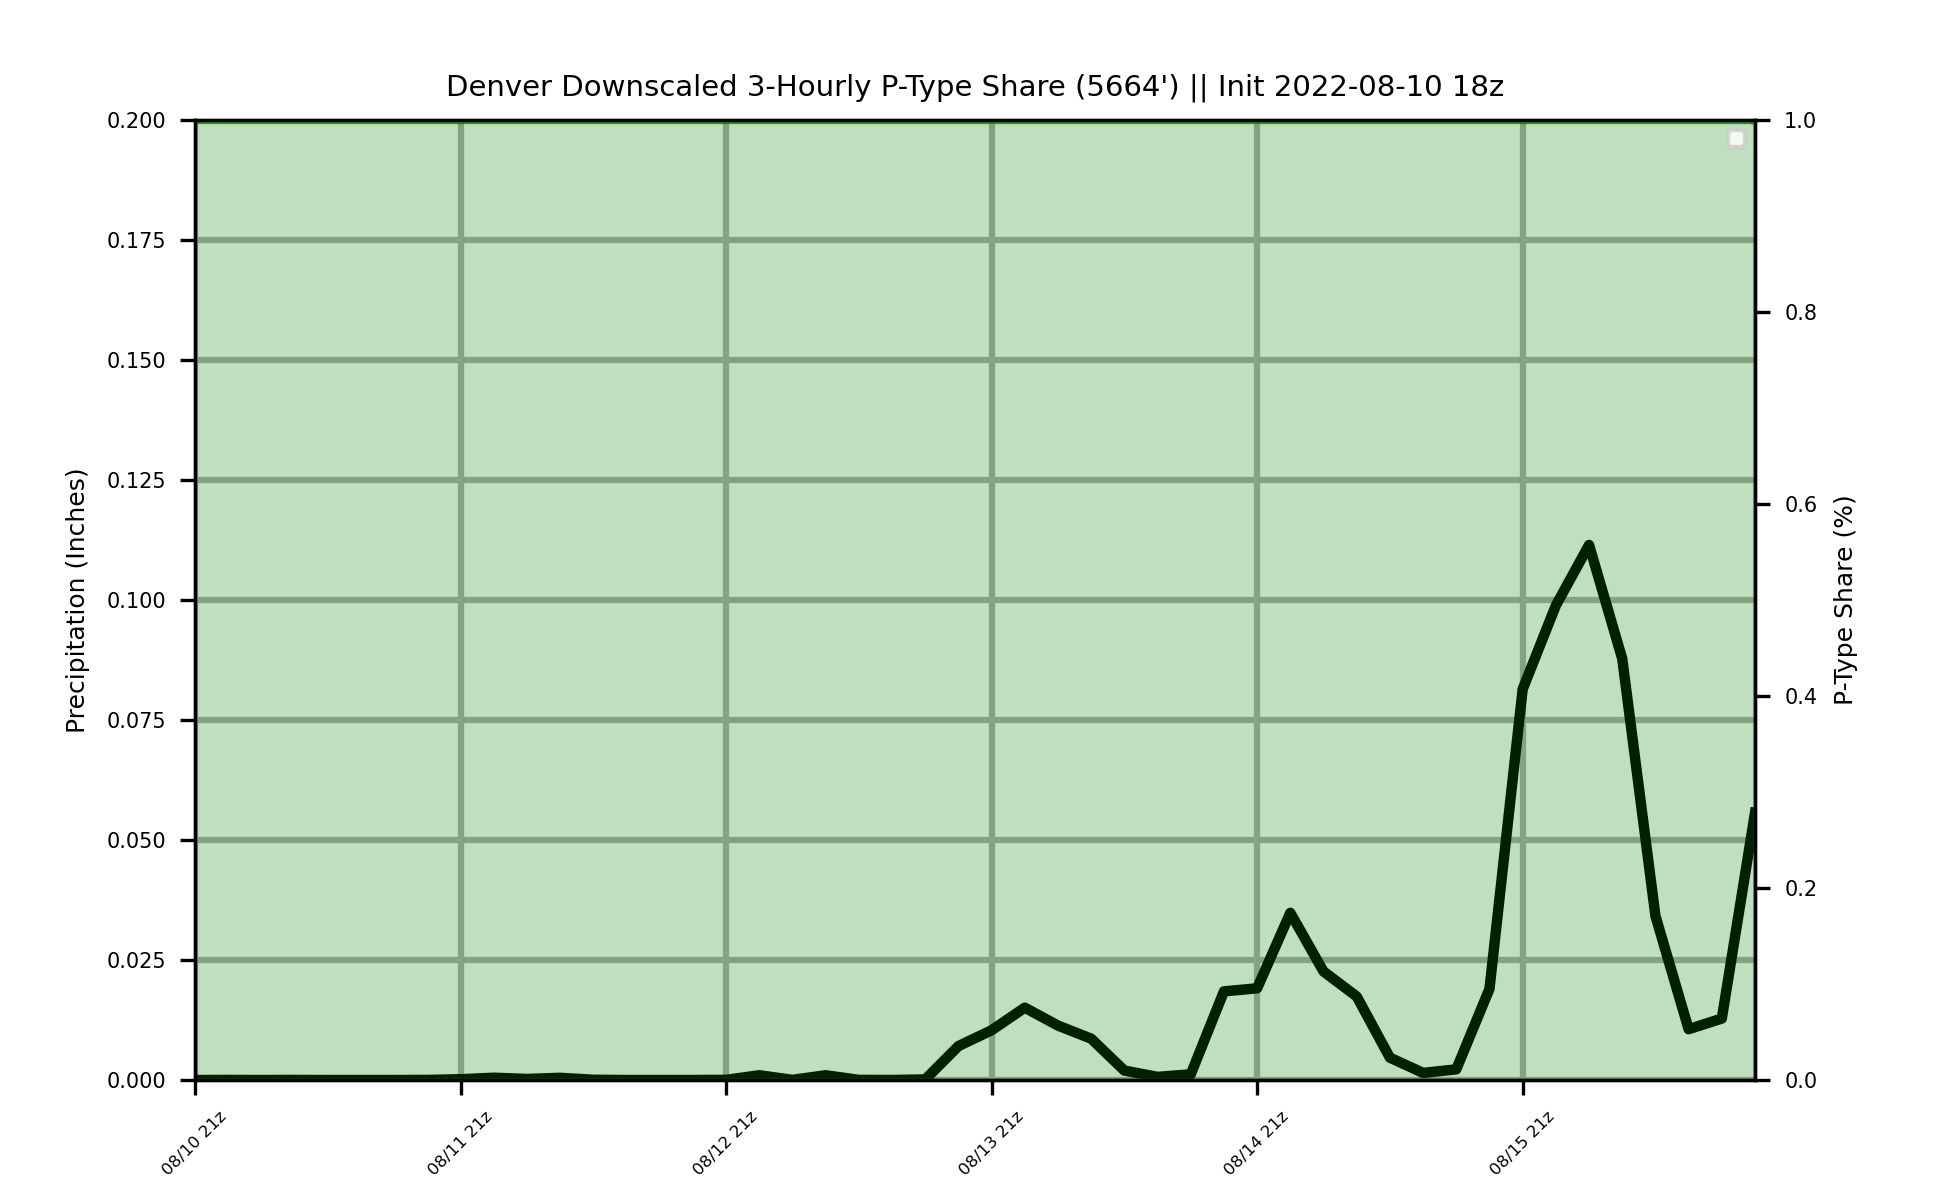 Denver Downscaled 3-Hourly P-Type Share (5664') || Init 2022-08-10 18z
0.200
0.175
0.150
0.125
0.100
0.075
0.050
0.025
0.000
Precipitation (Inches)
1.0
0.8
0.6
0.4
0.2
0.0
P-Type Share (%)
08/10 21z
08/11 21z
08/12 21z
08/13 21z
08/14 21z
08/15 21z